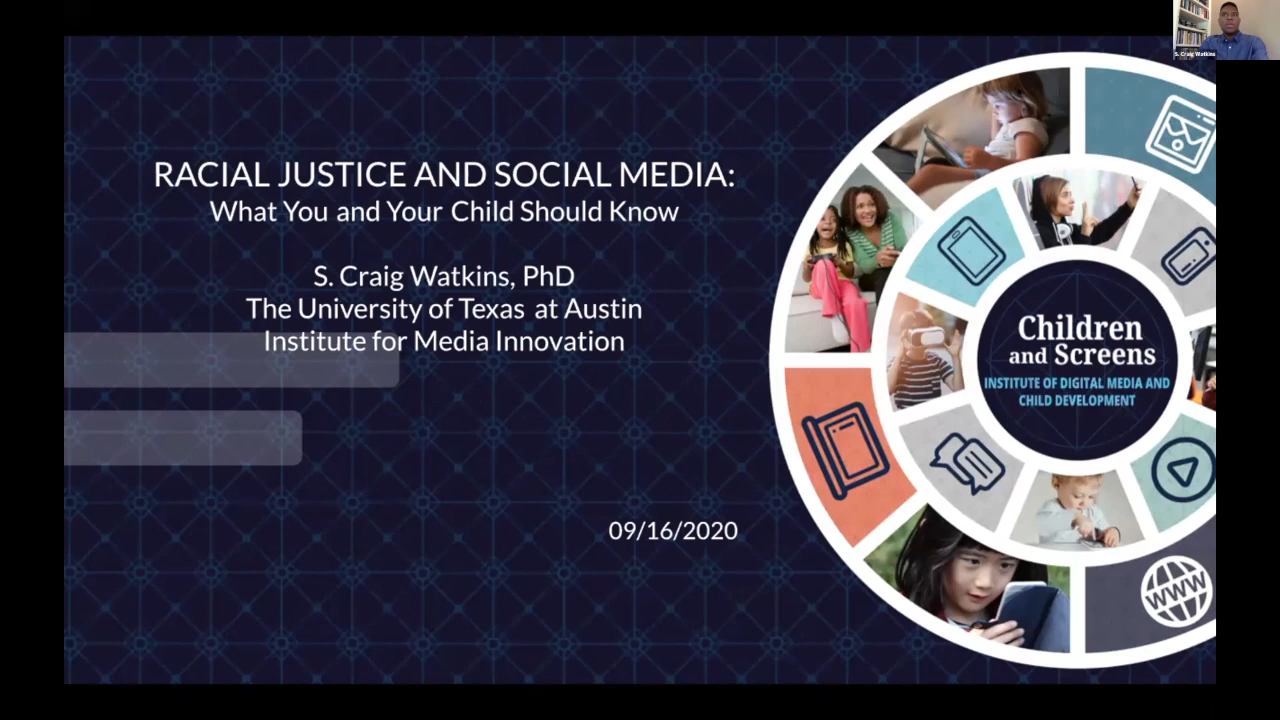 S. Craig Watkins
RACIAL JUSTICE AND SOCIAL MEDIA:
What You and Your Child Should Know
S. Craig Watkins, PhD
The University of Texas at Austin
Institute for Media Innovation
09/16/2020
Children
and Screens
INSTITUTE OF DIGITAL MEDIA AND
CHILD DEVELOPMENT
WWW